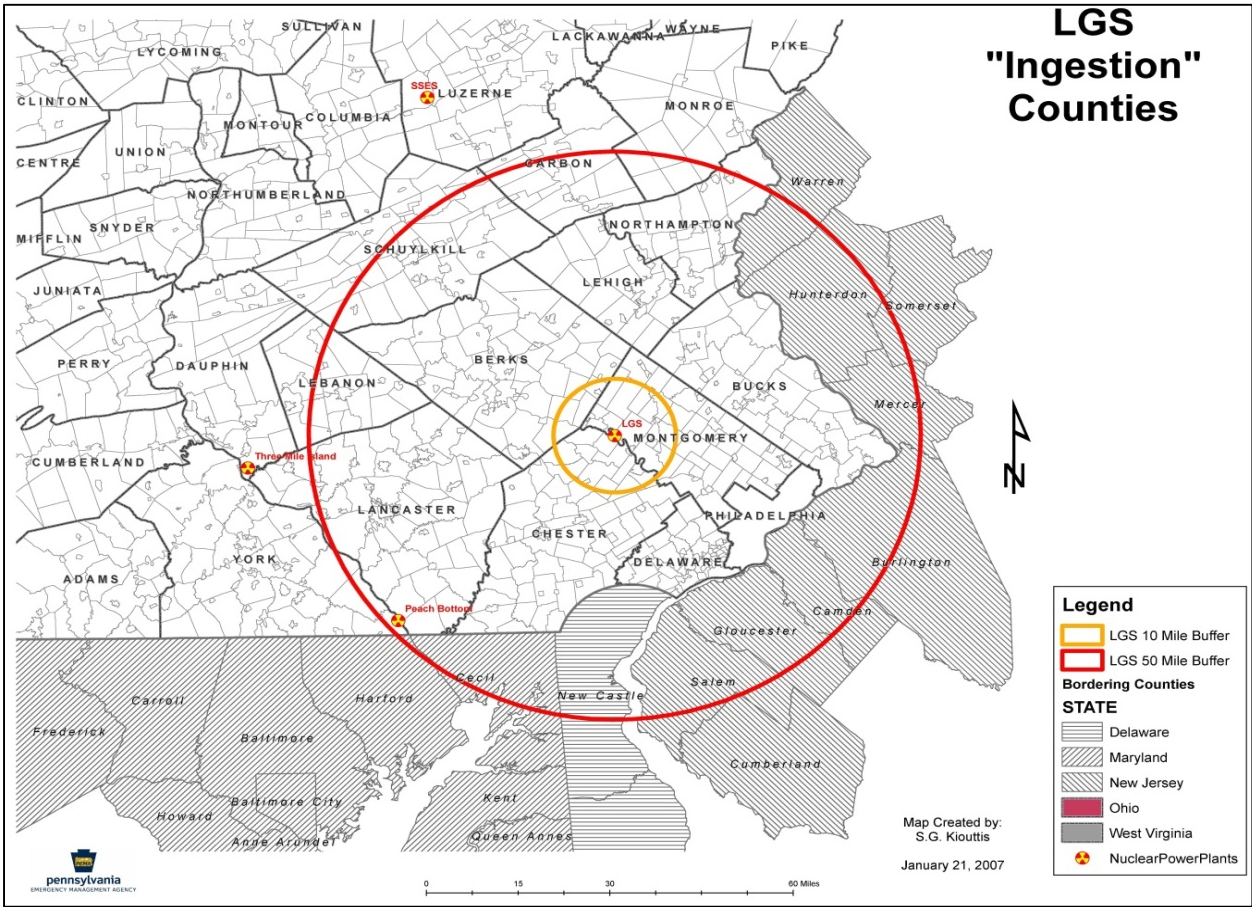 LGS
"Ingestion"
Counties
SULLIVAN
LACKAWANNA
WAYNE
PIKE
LYCOMING
SSES
LUZERNE
CLINTON
MONROE
COLUMBIA
MONTOUR
UNION
CENTRE
CARBON
Warren
NORTHUMBERLAND
SNYDER
NORTHAMPTON
MIFFLIN
SCHUYLKILL
LEHIGH
JUNIATA
Hunterdon
Somerset
PERRY
DAUPHIN
BERKS
LEBANON
BUCKS
Mercer
LGS
MONTGOMERY
CUMBERLAND
Three Mile Island
LANCASTER
PHILADELPHIA
CHESTER
YORK
DELAWARE
Burlington
ADAMS
Peach Bottom
Camden
Gloucester
Cecil
Salem
New Castle
Carroll
Harford
Frederick
Baltimore
Cumberland
Kent
Baltimore City
Howard
Queen Annes
Anne Arundel
N
Legend
LGS 10 Mile Buffer
LGS 50 Mile Buffer
Bordering Counties
STATE
Delaware
Maryland
New Jersey
Ohio
West Virginia
NuclearPowerPlants
Map Created by:
S.G. Kiouttis
January 21, 2007
pennsylvania
EMERGENCY MANAGEMENT AGENCY
0 15 30 60 Miles